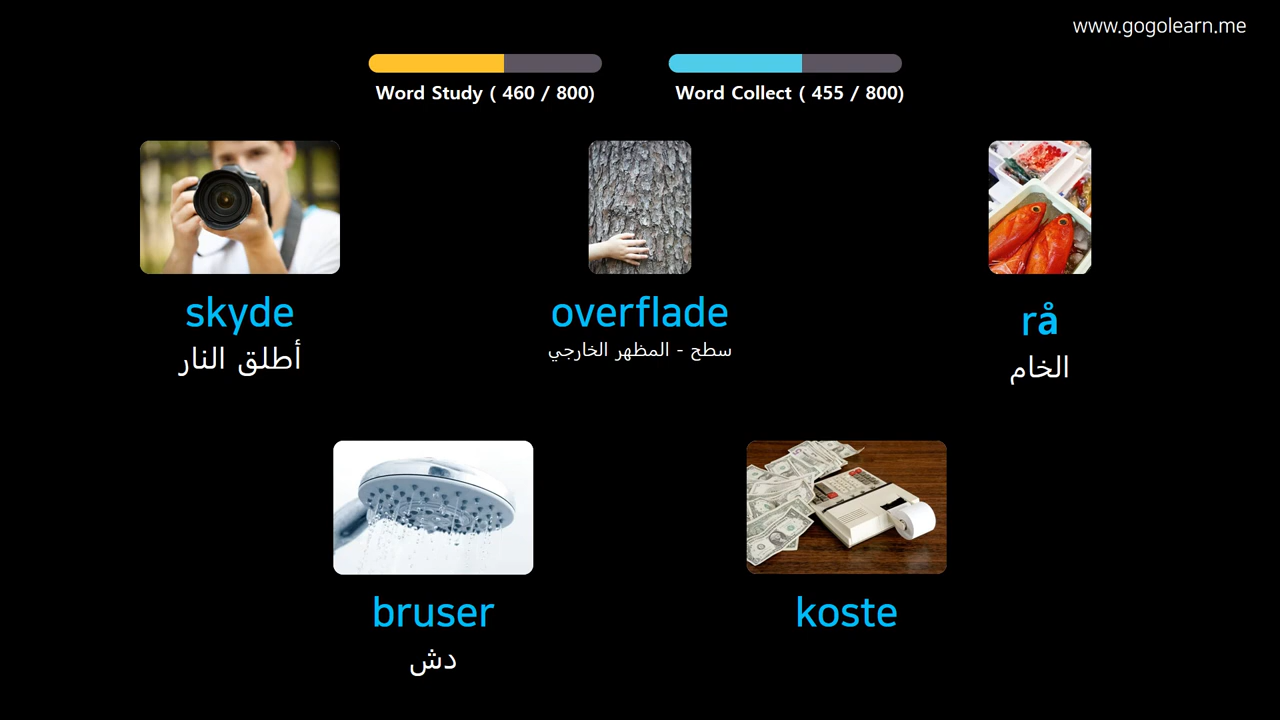 www.gogolearn.me
Word Study ( 460 / 800)
Word Collect ( 455 / 800)
skyde
أطلق النار
overflade
سطح - المظهر الخارجي
rå
الخام
bruser
دش
koste